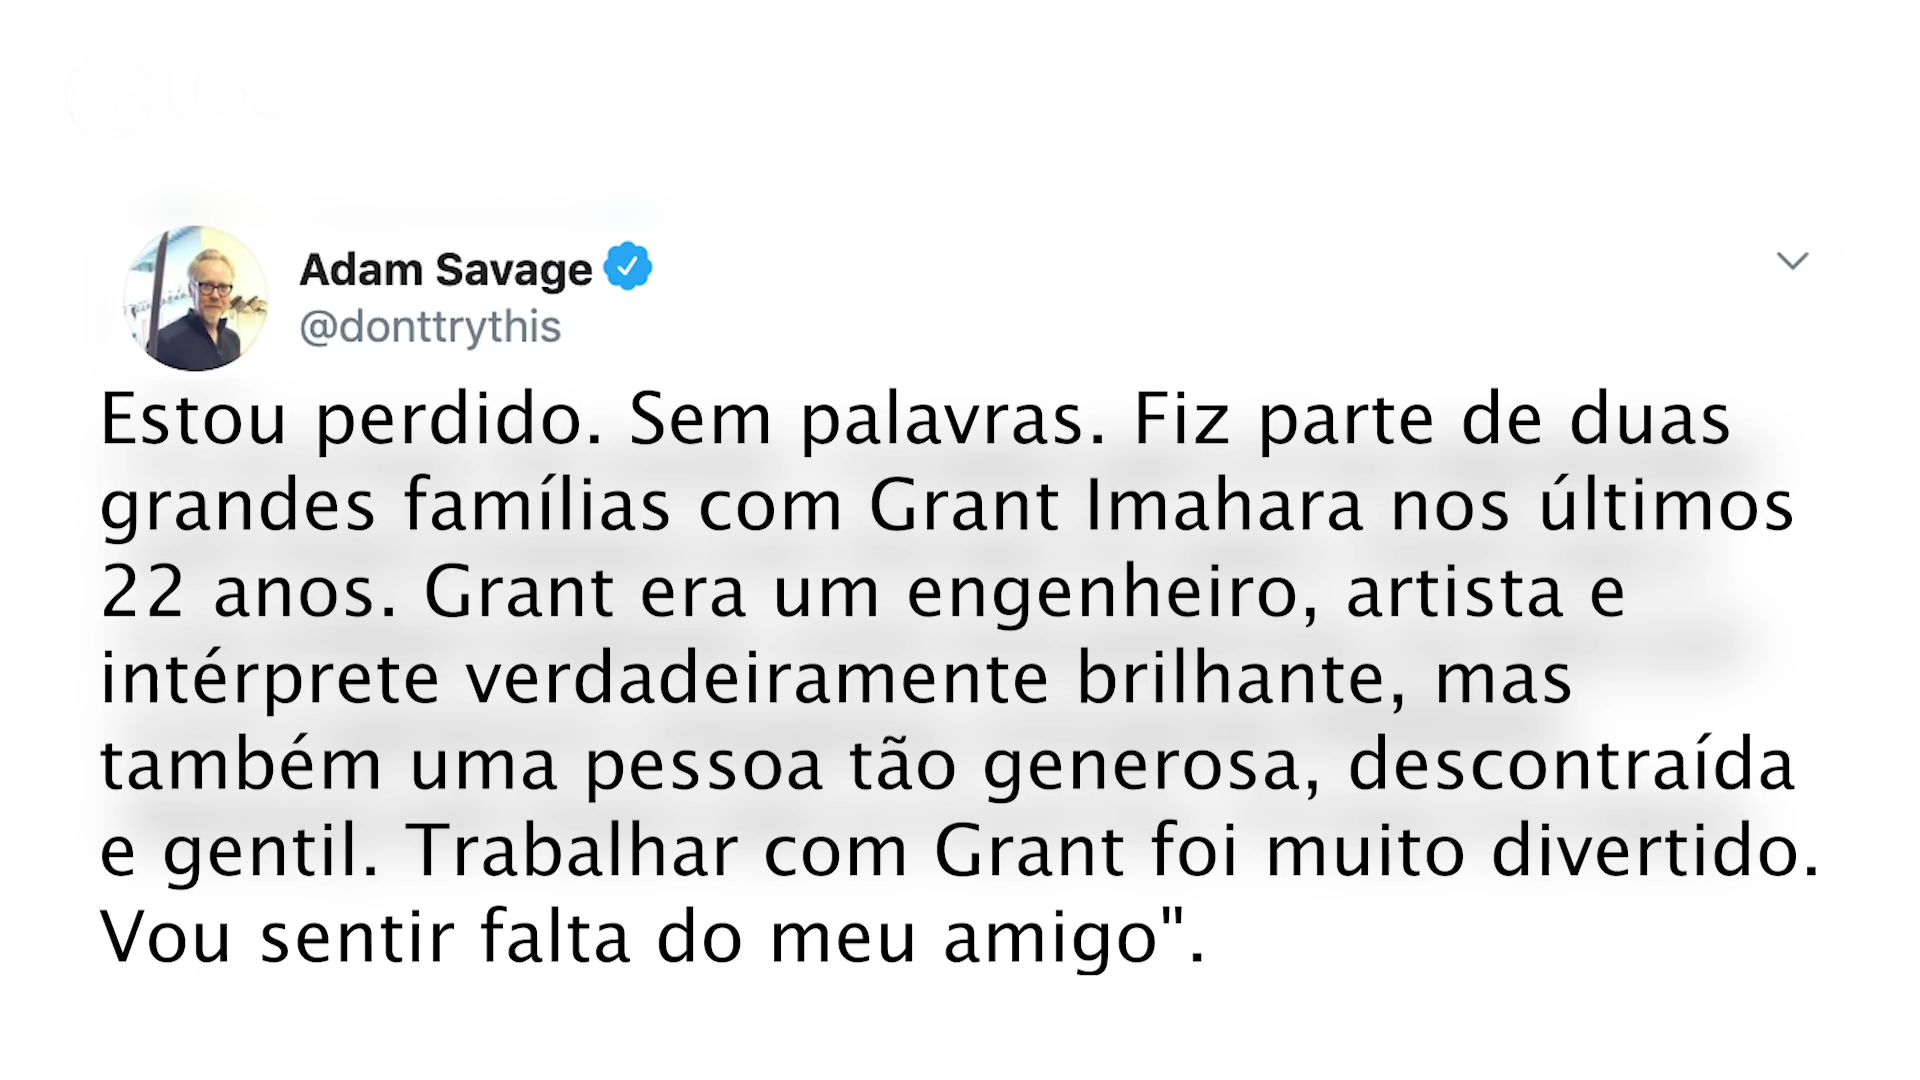 Adam Savage
@donttrythis
Estou perdido. Sem palavras. Fiz parte de duas
grandes famílias com Grant Imahara nos últimos
22 anos. Grant era um engenheiro, artista e
intérprete verdadeiramente brilhante, mas
também uma pessoa tão generosa, descontraída
e gentil. Trabalhar com Grant foi muito divertido.
Vou sentir falta do meu amigo".